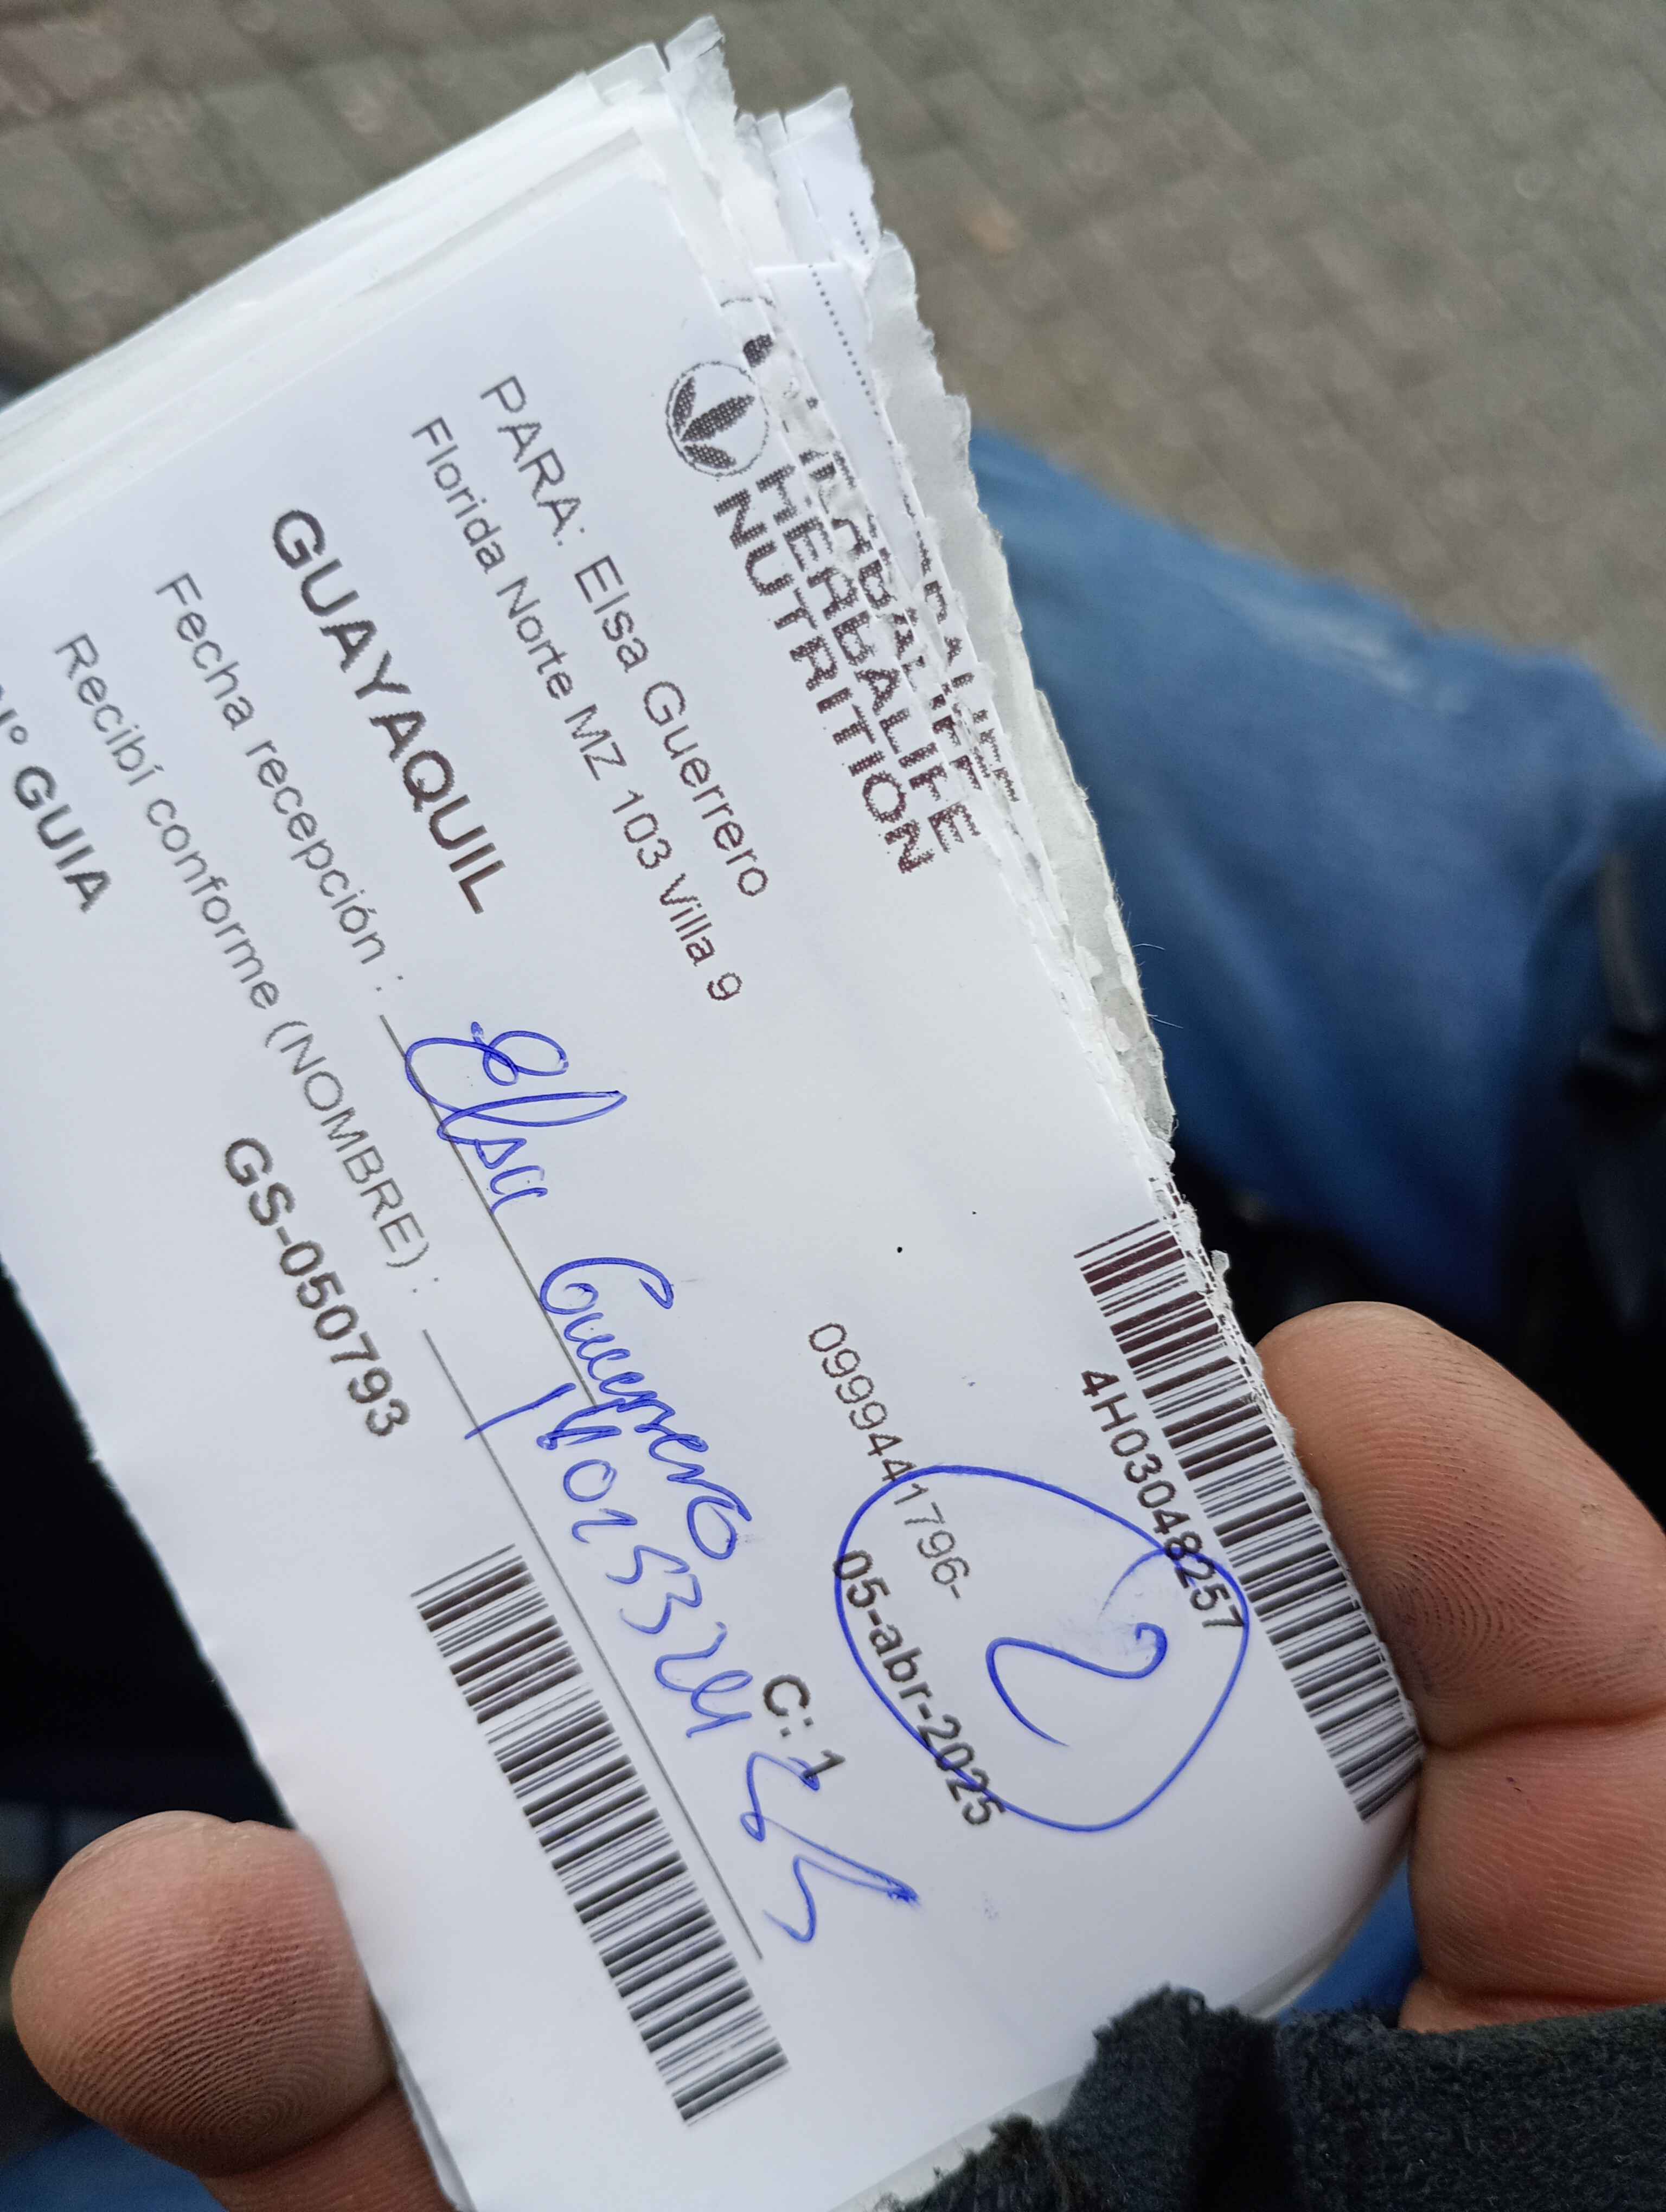 HERBALIFE
NUTRITION
4H03048257
PARA: Elsa Guerrero
0999441796-
Florida Norte MZ 103 Villa 9
2
05-abr-2025
GUAYAQUIL
C: 1
Fecha recepción :
Elsa Guerrero
Recibí conforme (NOMBRE) :
N° GUIA
GS-050793